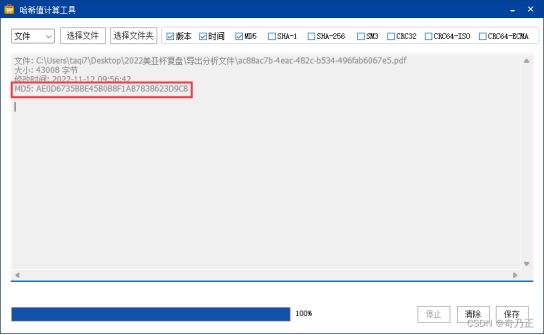 哈希值计算工具
文件 选择文件 选择文件夹 版本 时间 MD5 SHA-1 SHA-256 SM3 CRC32 CRC64-ISO CRC64-ECMA
文件: C:\Users\taqi7\Desktop\2022美亚杯复盘\导出分析文件\ac88ac7b-4eac-482c-b534-496fab6067e5.pdf
大小: 43008 字节
修改时间: 2022-11-12 09:56:42
MD5: AE0D6735BBE45B0B8F1AB7838623D9C8
100% 停止 清除 保存
CSDN @奇乃正